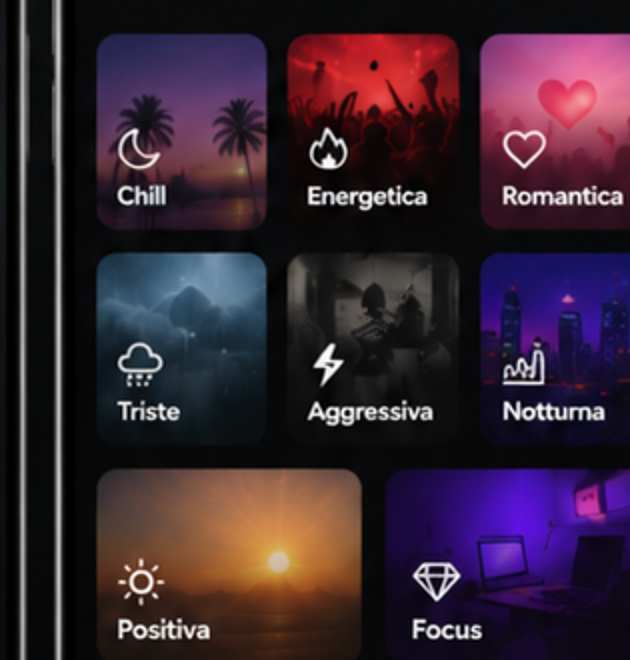 Chill
Energetica
Romantica
Triste
Aggressiva
Notturna
Positiva
Focus